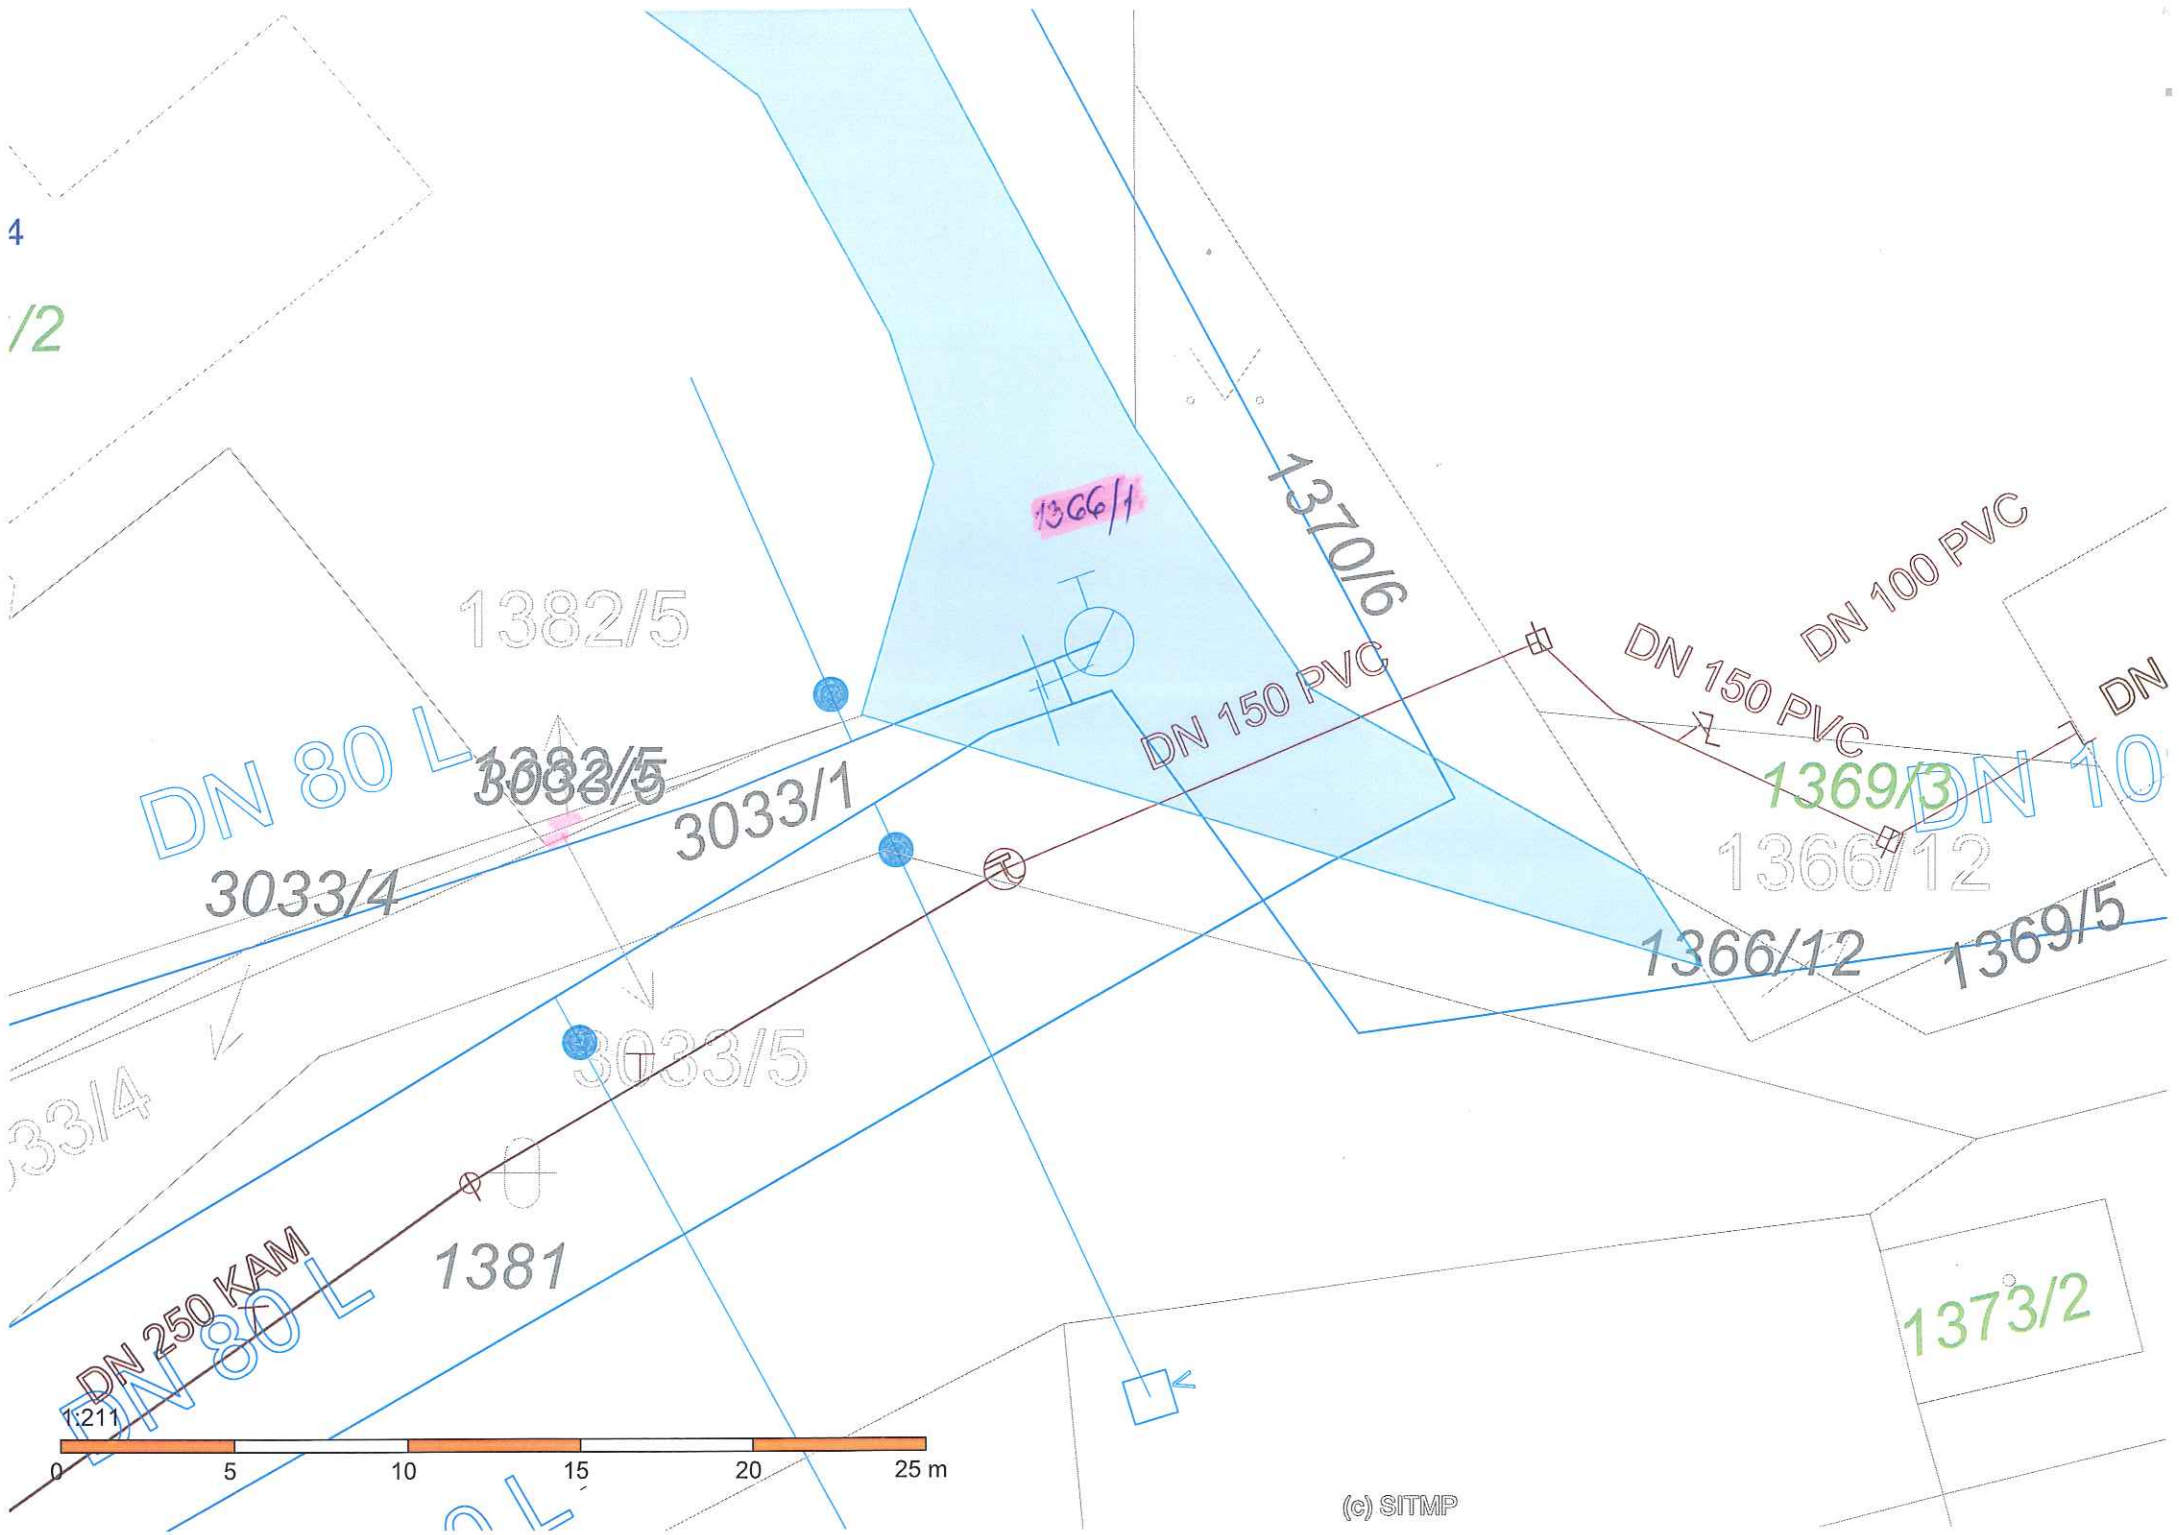 4
/2
1366/1
1370/6
DN 100 PVC
1382/5
DN 150 PVC
DN 150 PVC
DN
DN 80 L
1382/5
3033/5
3033/1
1369/3
DN 10
1366/12
3033/4
1366/12
1369/5
3033/5
33/4
1381
DN 250 KAM
DN 80 L
1373/2
1:211
0 5 10 15 20 25 m
0 L
(c) SITMP